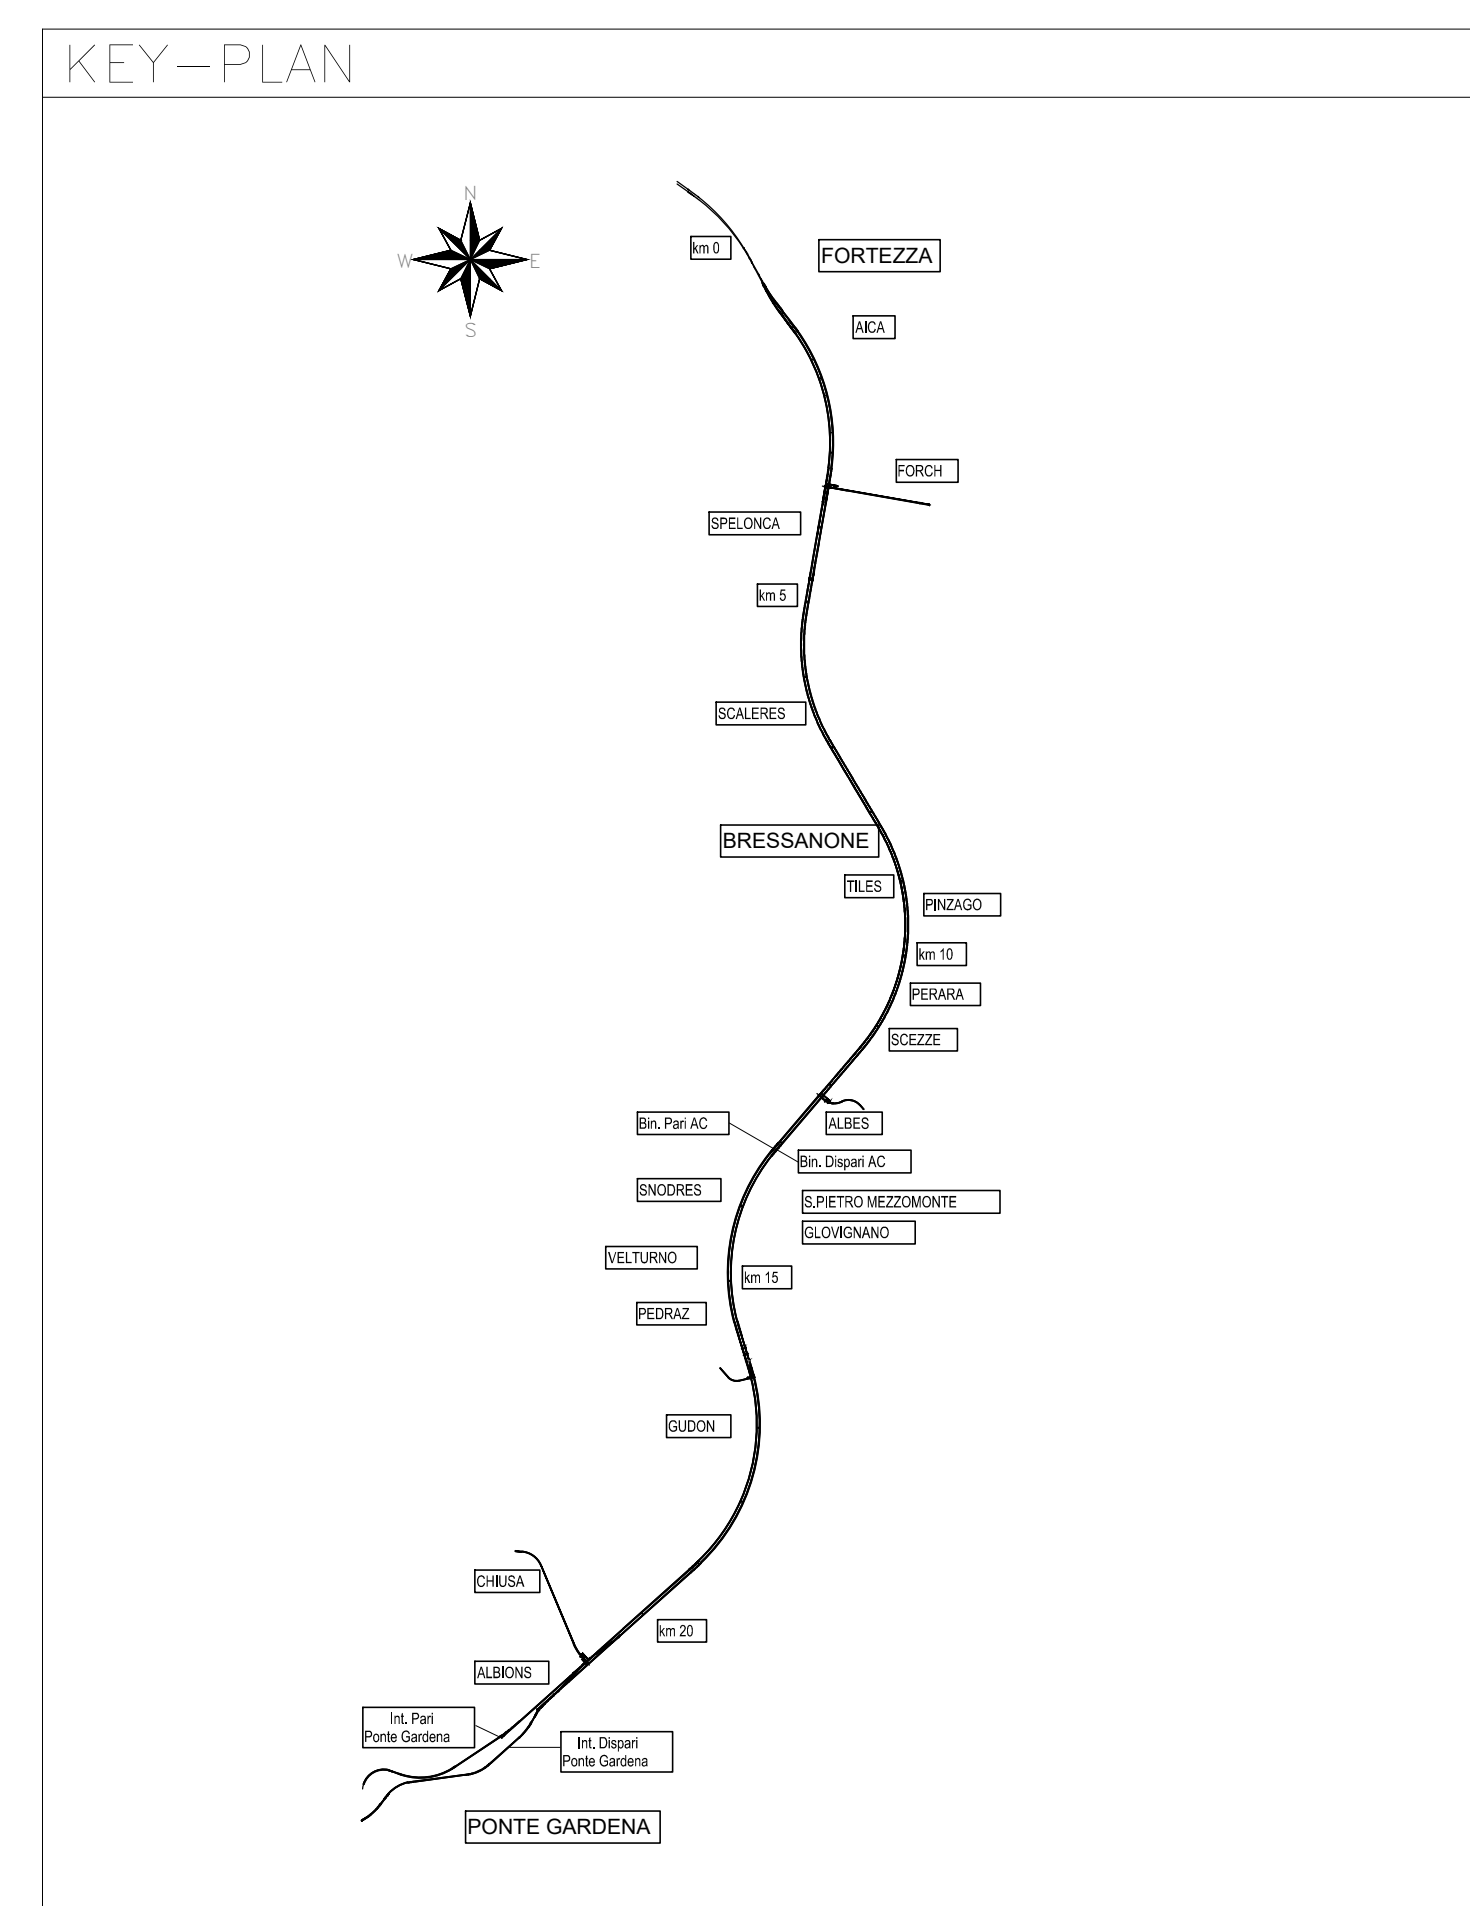 KEY-PLAN
N
W
E
S
km 0
FORTEZZA
AICA
FORCH
SPELONCA
km 5
SCALERES
BRESSANONE
TILES
PINZAGO
km 10
PERARA
SCEZZE
Bin. Pari AC
ALBES
Bin. Dispari AC
SNODRES
S.PIETRO MEZZOMONTE
GLOVIGNANO
VELTURNO
km 15
PEDRAZ
GUDON
CHIUSA
km 20
ALBIONS
Int. Pari
Ponte Gardena
Int. Dispari
Ponte Gardena
PONTE GARDENA